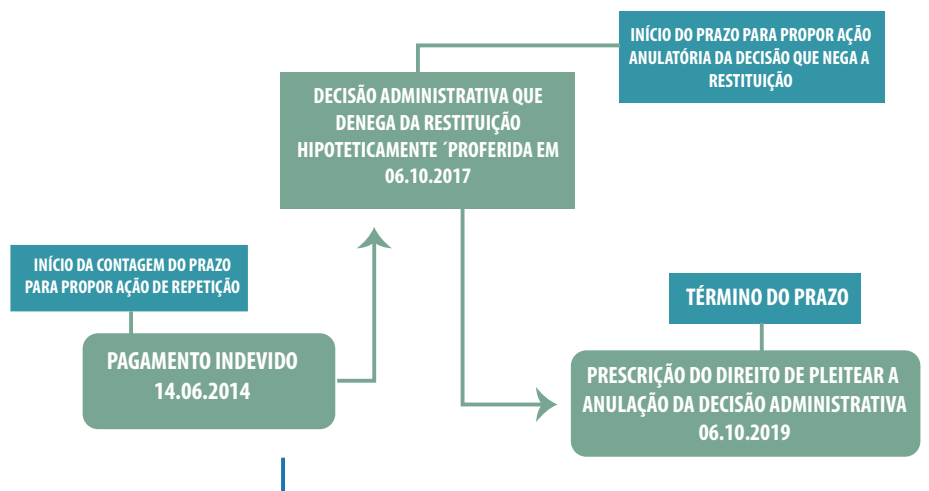 INÍCIO DO PRAZO PARA PROPOR AÇÃO
ANULATÓRIA DA DECISÃO QUE NEGA A
RESTITUIÇÃO
DECISÃO ADMINISTRATIVA QUE
DENEGA DA RESTITUIÇÃO
HIPOTETICAMENTE ´PROFERIDA EM
06.10.2017
INÍCIO DA CONTAGEM DO PRAZO
PARA PROPOR AÇÃO DE REPETIÇÃO
PAGAMENTO INDEVIDO
14.06.2014
TÉRMINO DO PRAZO
PRESCRIÇÃO DO DIREITO DE PLEITEAR A
ANULAÇÃO DA DECISÃO ADMINISTRATIVA
06.10.2019